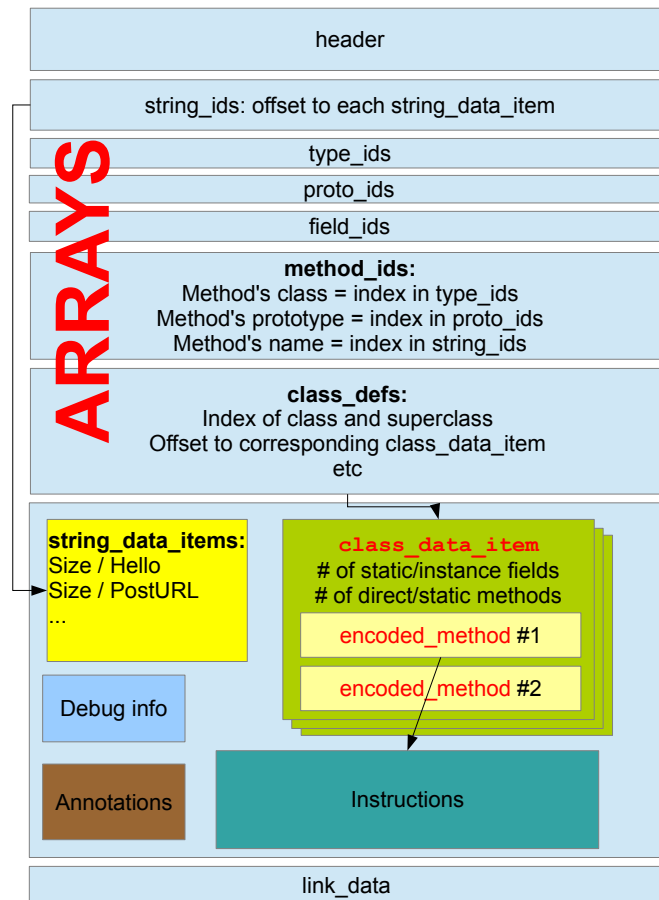 header
string_ids: offset to each string_data_item
type_ids
proto_ids
field_ids
ARRAYS
method_ids:
Method's class = index in type_ids
Method's prototype = index in proto_ids
Method's name = index in string_ids
class_defs:
Index of class and superclass
Offset to corresponding class_data_item
etc
string_data_items:
Size / Hello
Size / PostURL
...
class_data_item
# of static/instance fields
# of direct/static methods
encoded_method #1
encoded_method #2
Debug info
Annotations
Instructions
link_data